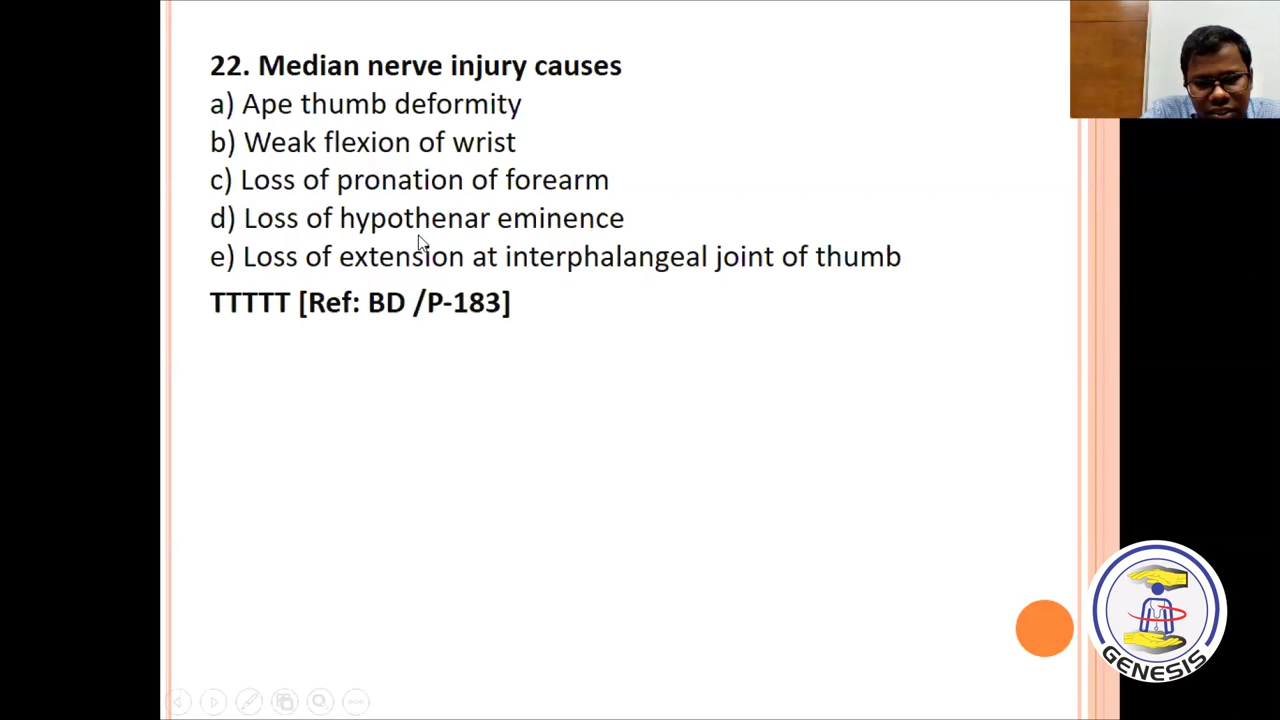 22. Median nerve injury causes
a) Ape thumb deformity
b) Weak flexion of wrist
c) Loss of pronation of forearm
d) Loss of hypothenar eminence
e) Loss of extension at interphalangeal joint of thumb
TTTTT [Ref: BD /P-183]
GENESIS